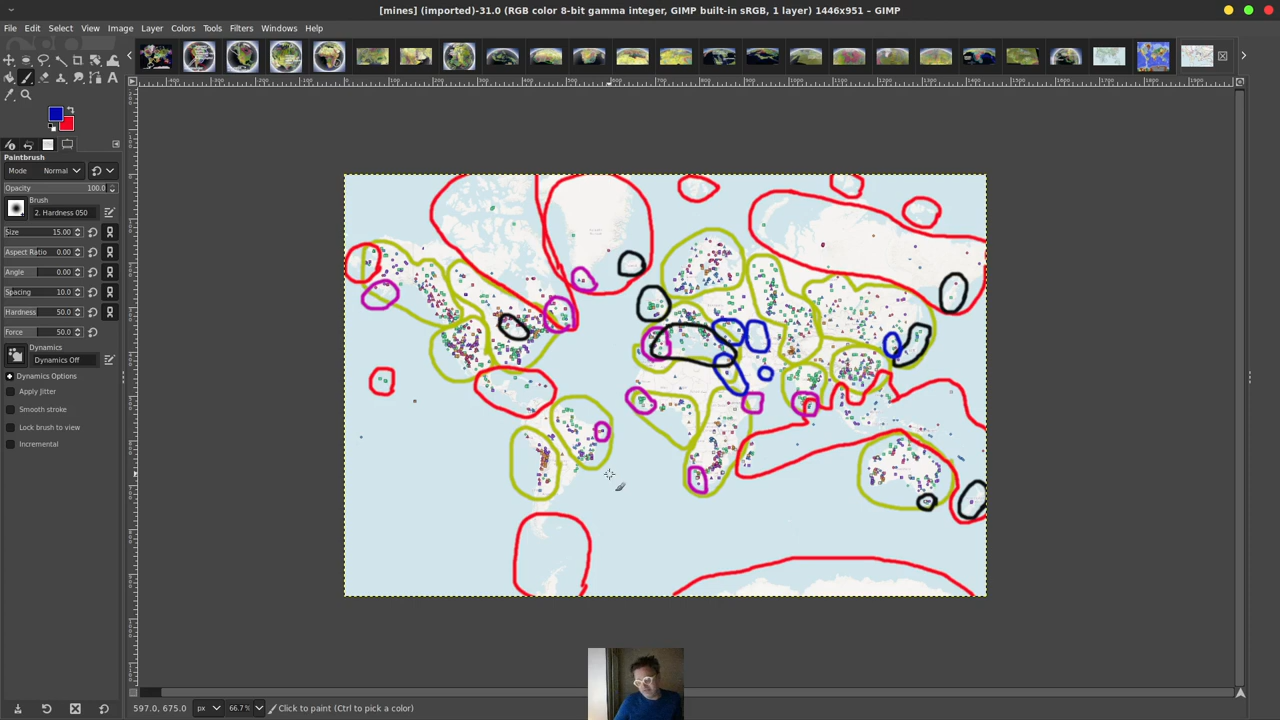 [mines] (imported)-31.0 (RGB color 8-bit gamma integer, GIMP built-in sRGB, 1 layer) 1446x951 – GIMP
File Edit Select View Image Layer Colors Tools Filters Windows Help
Paintbrush
Mode Normal
Opacity 100.0
Brush
2. Hardness 050
Size 15.00
Aspect Ratio 0.00
Angle 0.00
Spacing 10.0
Hardness 50.0
Force 50.0
Dynamics
Dynamics Off
Dynamics Options
Apply Jitter
Smooth stroke
Lock brush to view
Incremental
597.0, 675.0 px 66.7% Click to paint (Ctrl to pick a color)